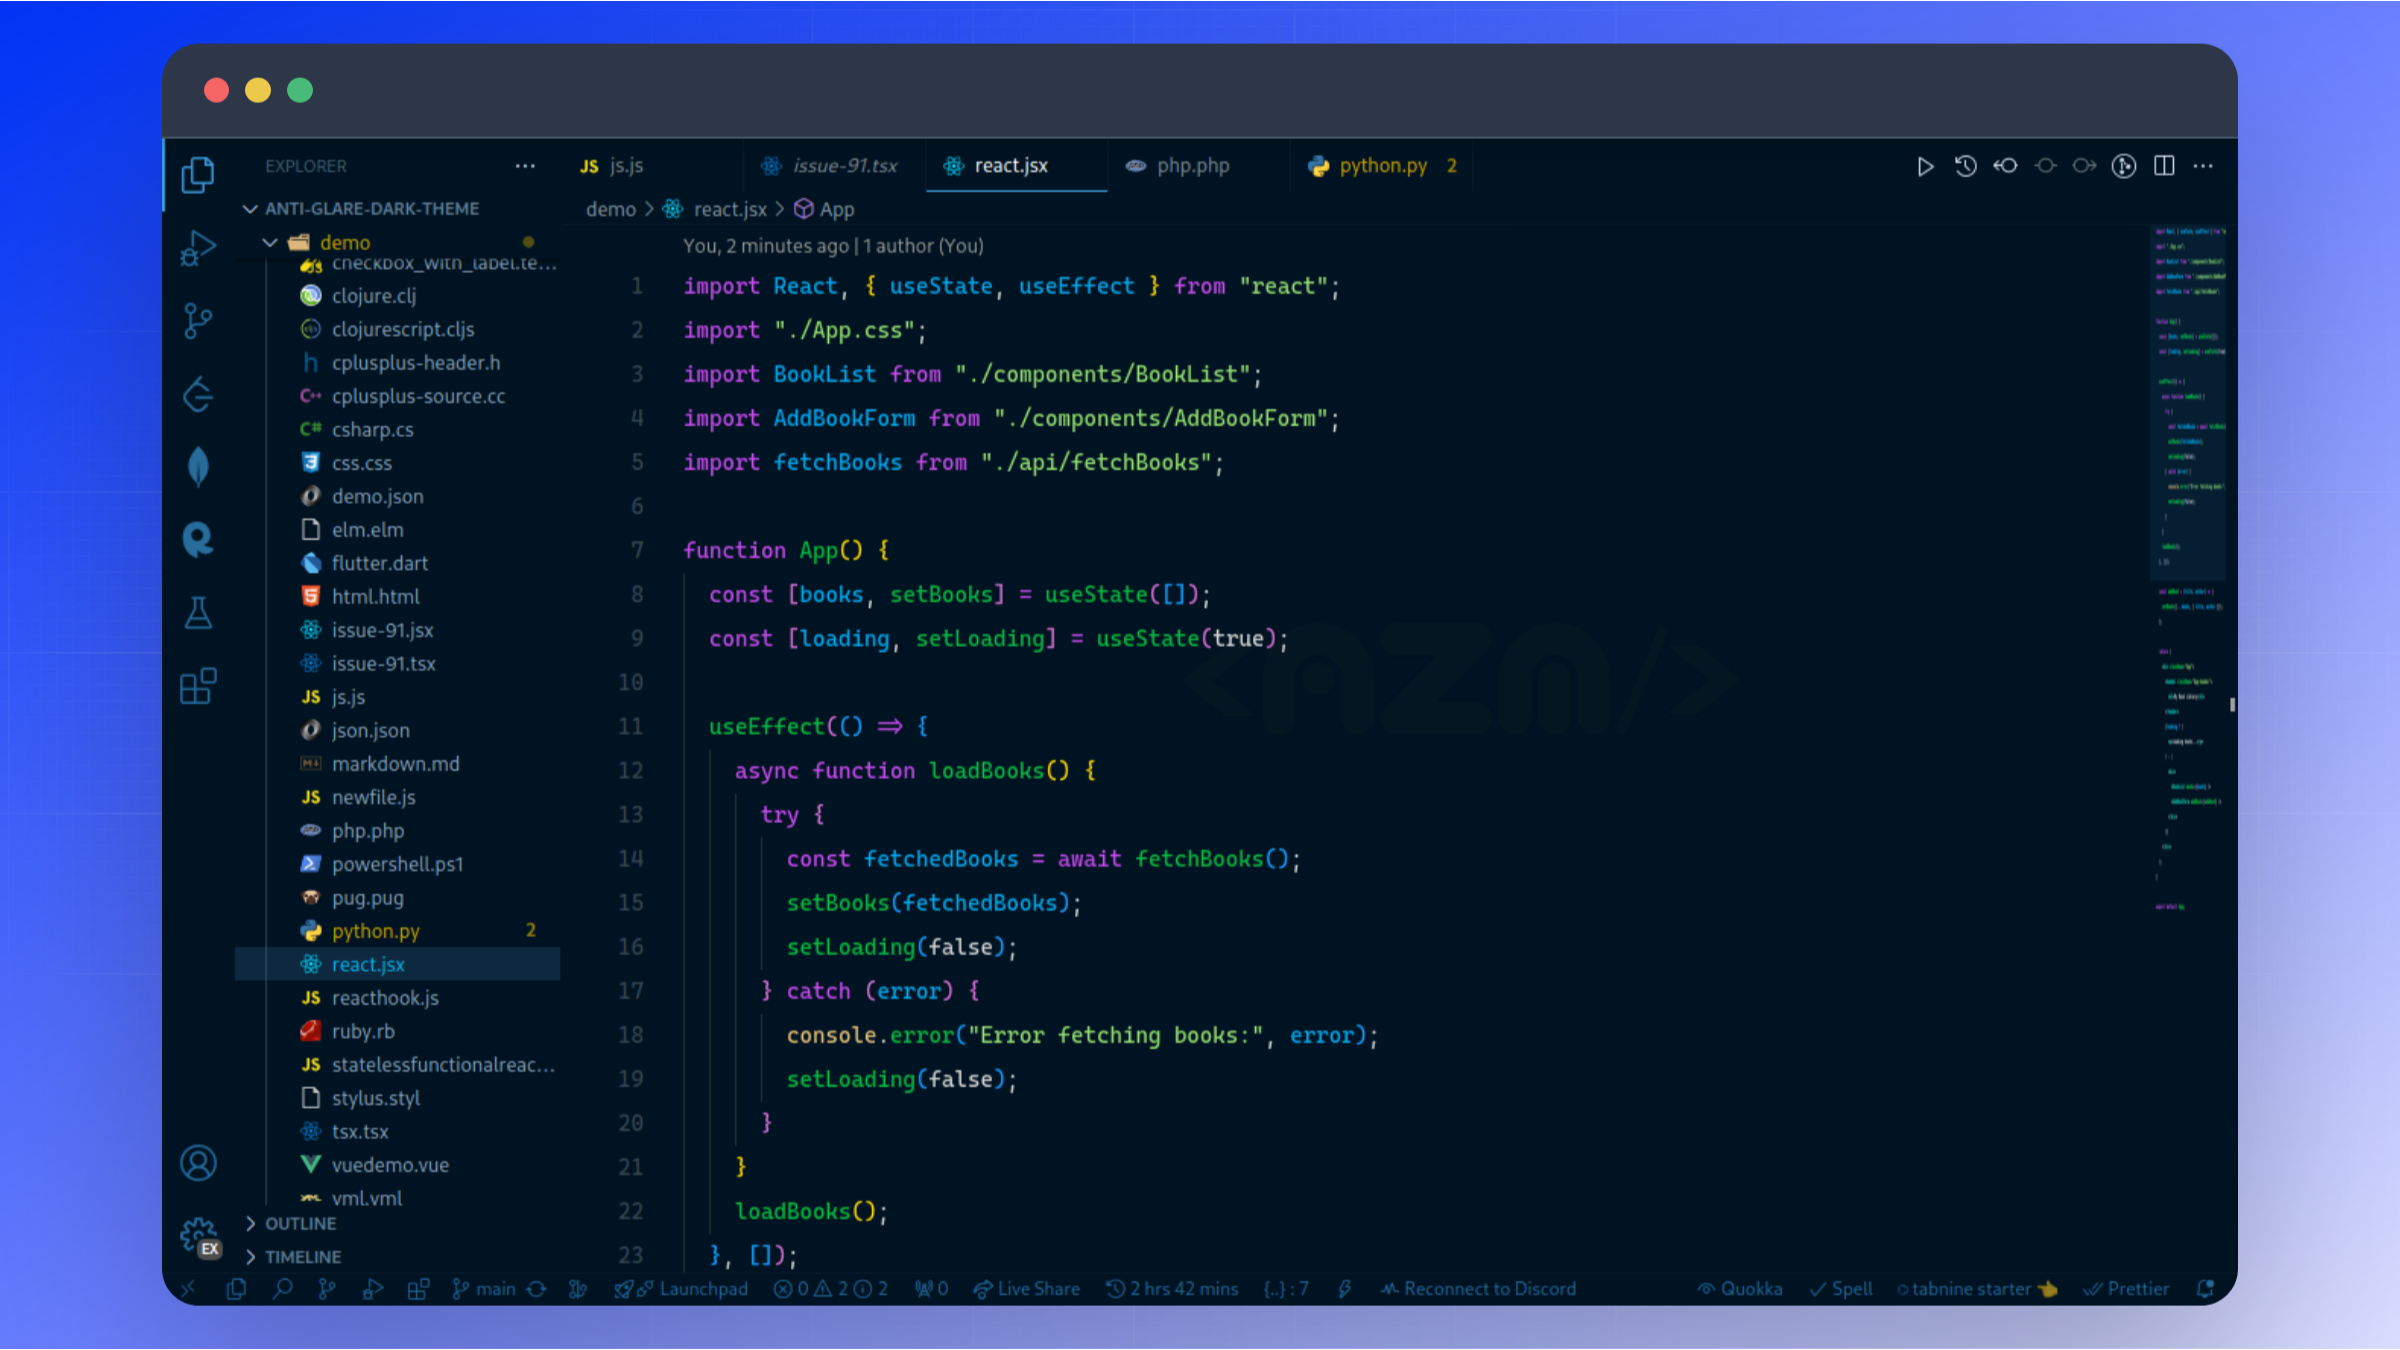 EXPLORER ···
JS js.js
issue-91.tsx
react.jsx
php.php
python.py 2
ANTI-GLARE-DARK-THEME
demo > react.jsx > App
demo
checkbox_with_label.te...
clojure.clj
clojurescript.cljs
h cplusplus-header.h
C++ cplusplus-source.cc
C# csharp.cs
css.css
demo.json
elm.elm
flutter.dart
html.html
issue-91.jsx
issue-91.tsx
JS js.js
json.json
markdown.md
JS newfile.js
php.php
powershell.ps1
pug.pug
python.py 2
react.jsx
JS reacthook.js
ruby.rb
JS statelessfunctionalreac...
stylus.styl
tsx.tsx
vuedemo.vue
vml.vml
OUTLINE
TIMELINE
EX
You, 2 minutes ago | 1 author (You)
1 import React, { useState, useEffect } from "react";
2 import "./App.css";
3 import BookList from "./components/BookList";
4 import AddBookForm from "./components/AddBookForm";
5 import fetchBooks from "./api/fetchBooks";
6
7 function App() {
8 const [books, setBooks] = useState([]);
9 const [loading, setLoading] = useState(true);
10
11 useEffect(() ⇒ {
12 async function loadBooks() {
13 try {
14 const fetchedBooks = await fetchBooks();
15 setBooks(fetchedBooks);
16 setLoading(false);
17 } catch (error) {
18 console.error("Error fetching books:", error);
19 setLoading(false);
20 }
21 }
22 loadBooks();
23 }, []);
main Launchpad 0 2 2 0 Live Share 2 hrs 42 mins {..} : 7 Reconnect to Discord Quokka Spell tabnine starter Prettier